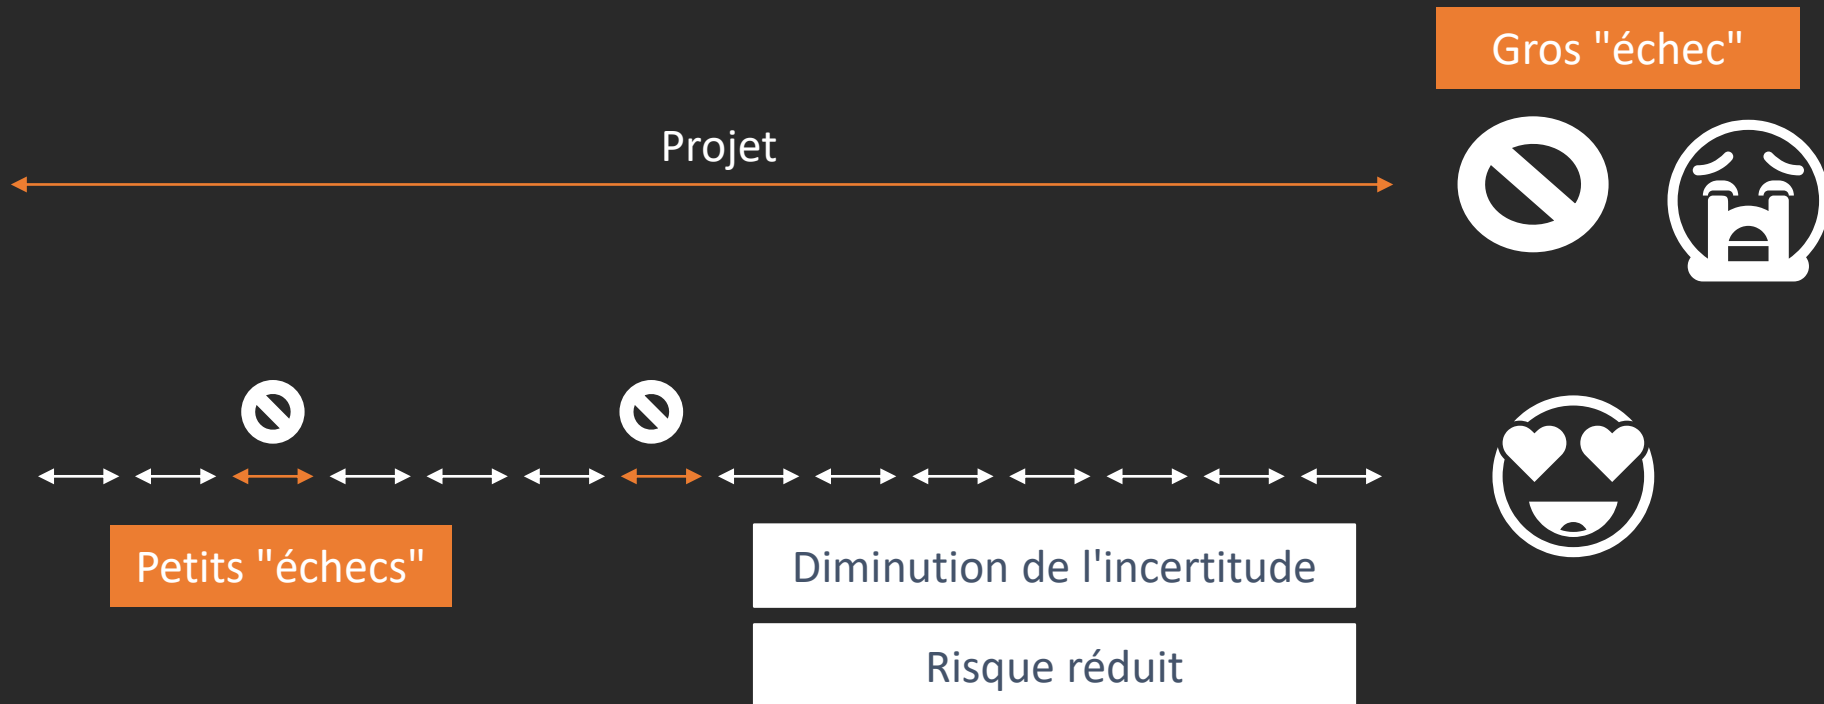 Gros "échec"
Projet
Petits "échecs"
Diminution de l'incertitude
Risque réduit